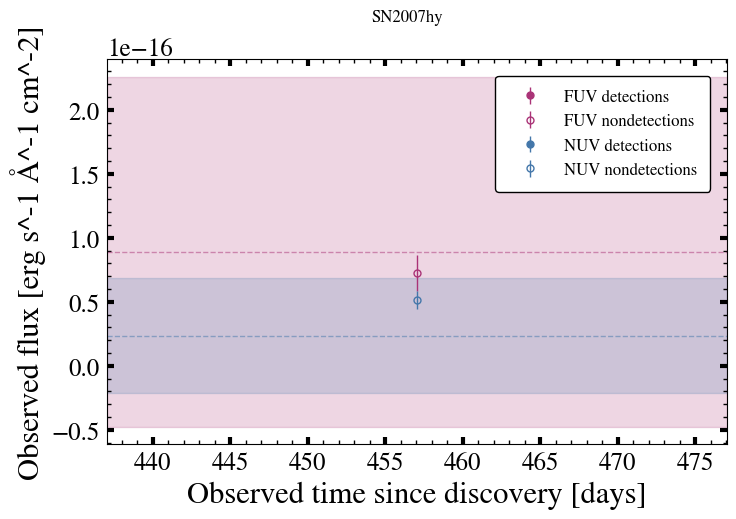 SN2007hy
1e−16
Observed flux [erg s^-1 Å^-1 cm^-2]
2.0
1.5
1.0
0.5
0.0
−0.5
FUV detections
FUV nondetections
NUV detections
NUV nondetections
440 445 450 455 460 465 470 475
Observed time since discovery [days]